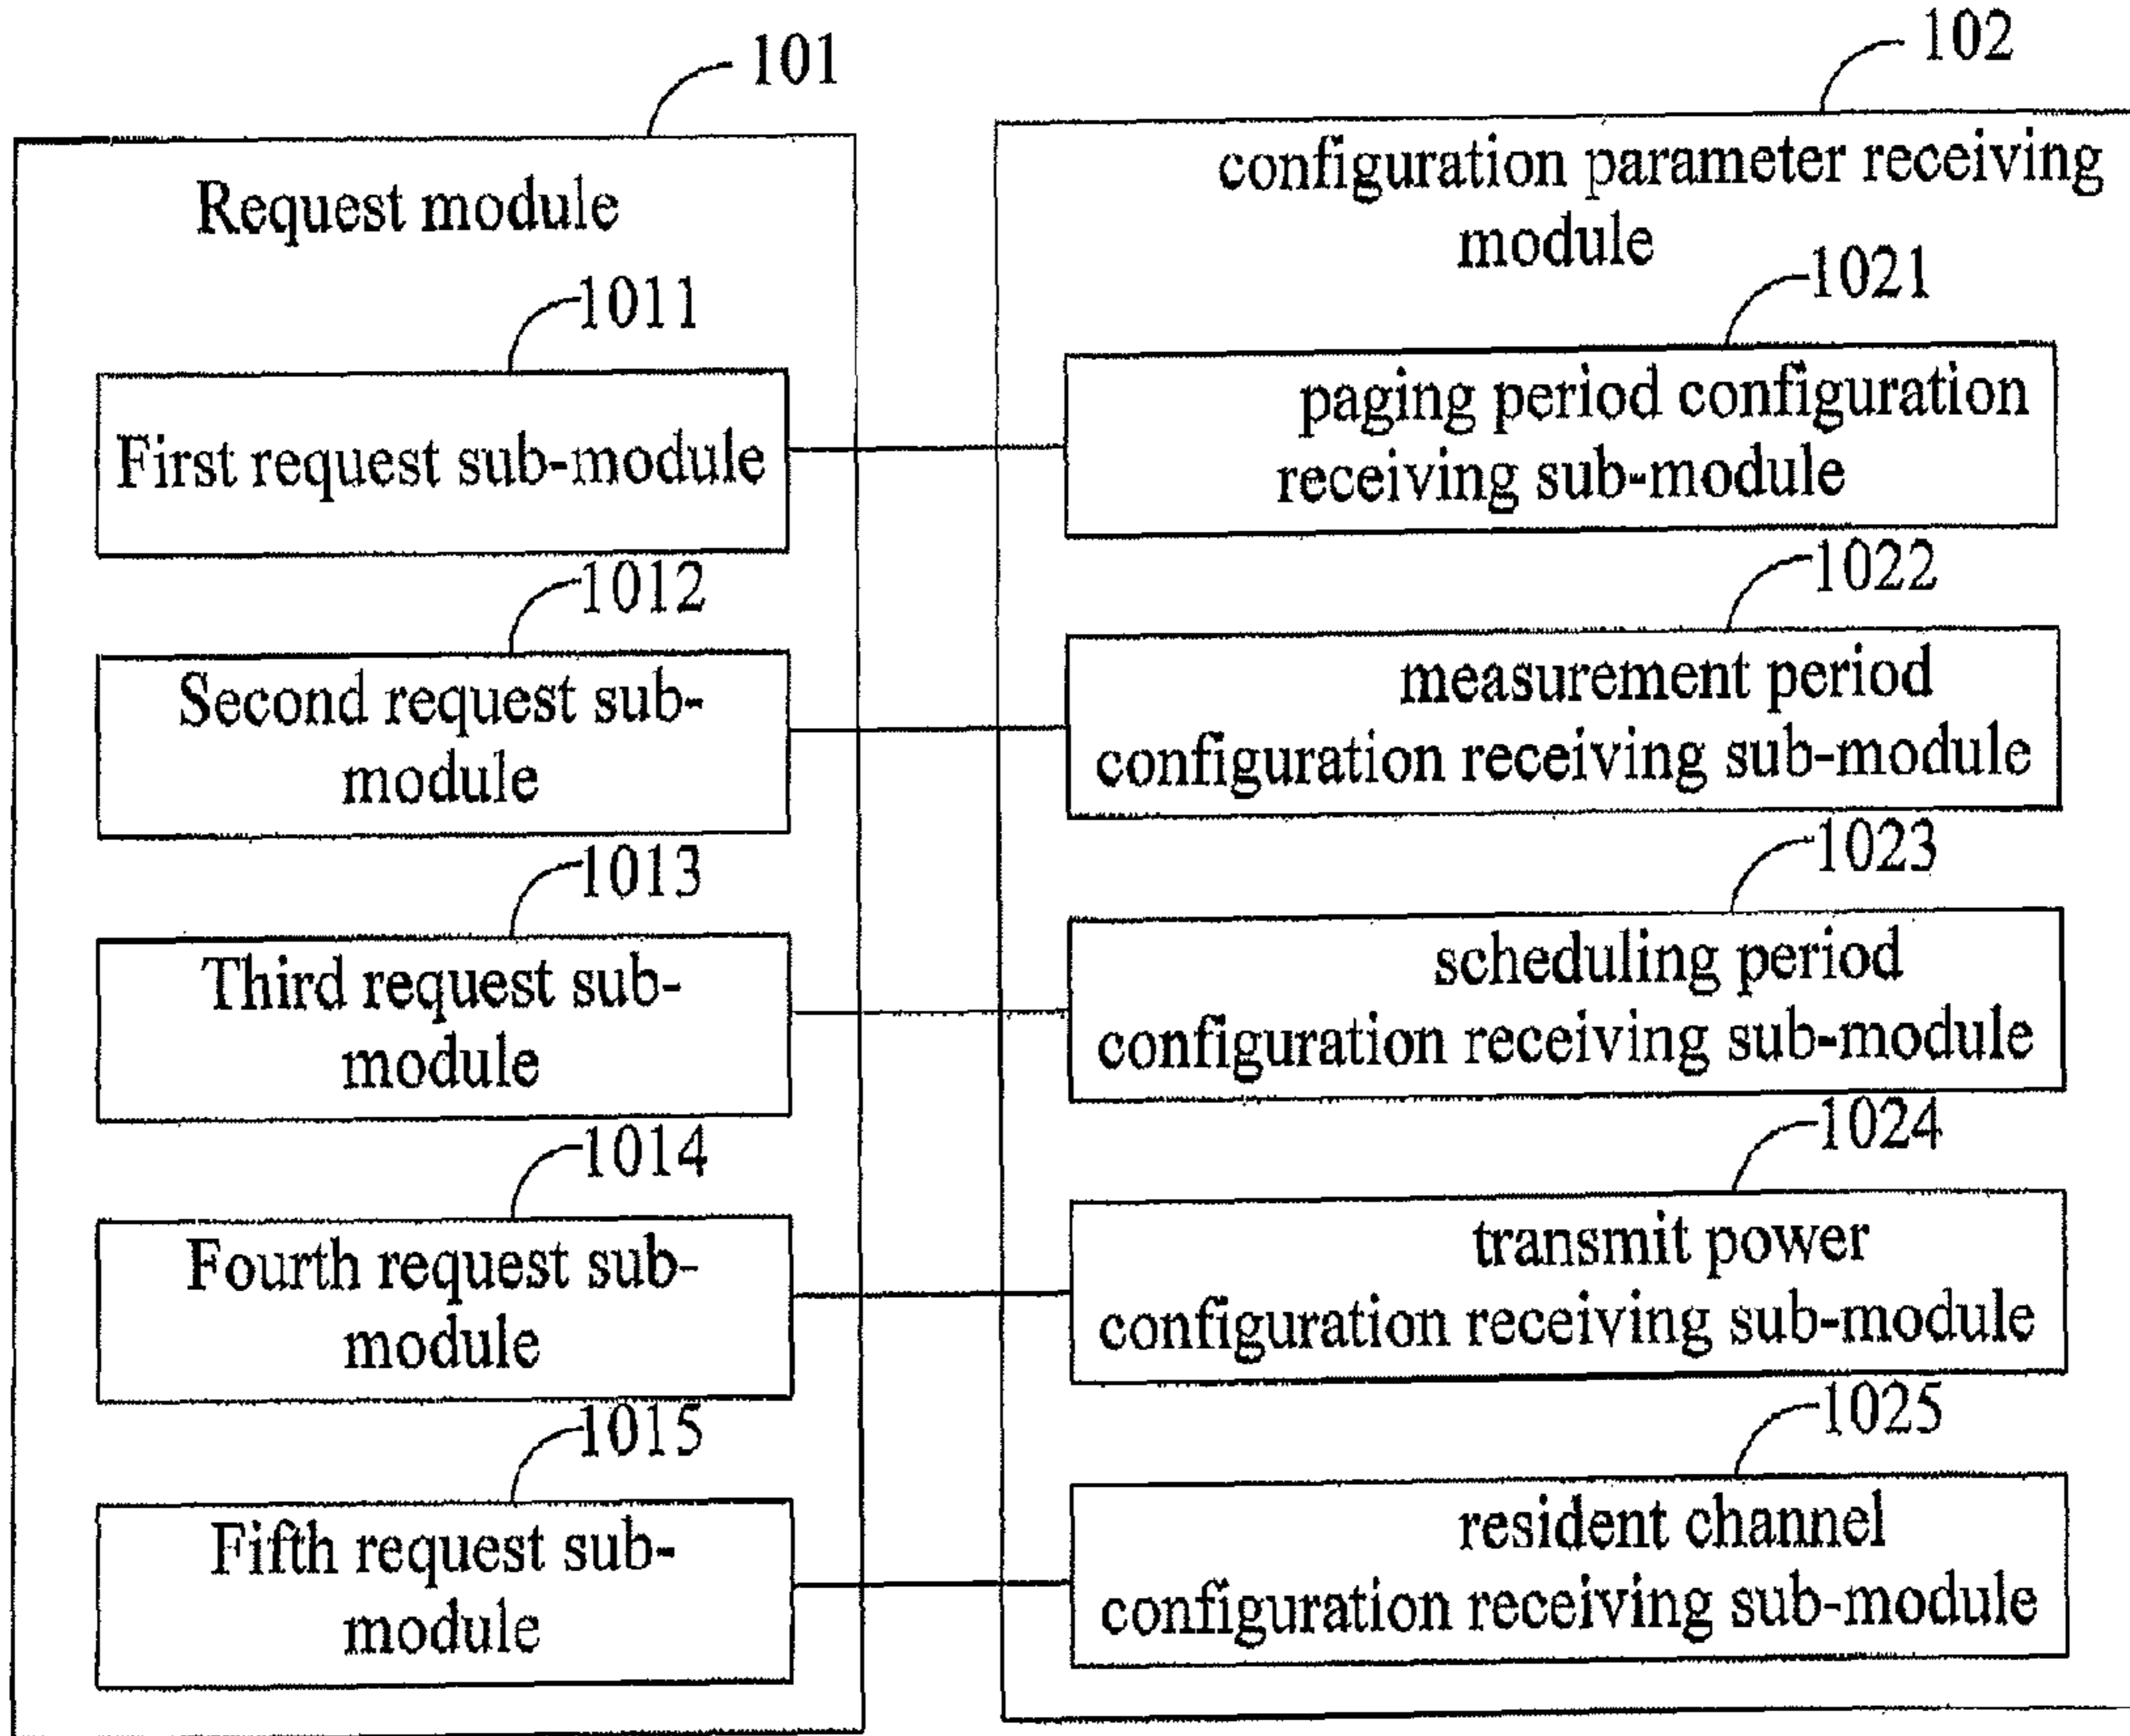 101
102
Request module
configuration parameter receiving
module
1011
1021
First request sub-module
paging period configuration
receiving sub-module
1012
1022
Second request sub-
module
measurement period
configuration receiving sub-module
1013
1023
Third request sub-
module
scheduling period
configuration receiving sub-module
1014
1024
Fourth request sub-
module
transmit power
configuration receiving sub-module
1015
1025
Fifth request sub-
module
resident channel
configuration receiving sub-module